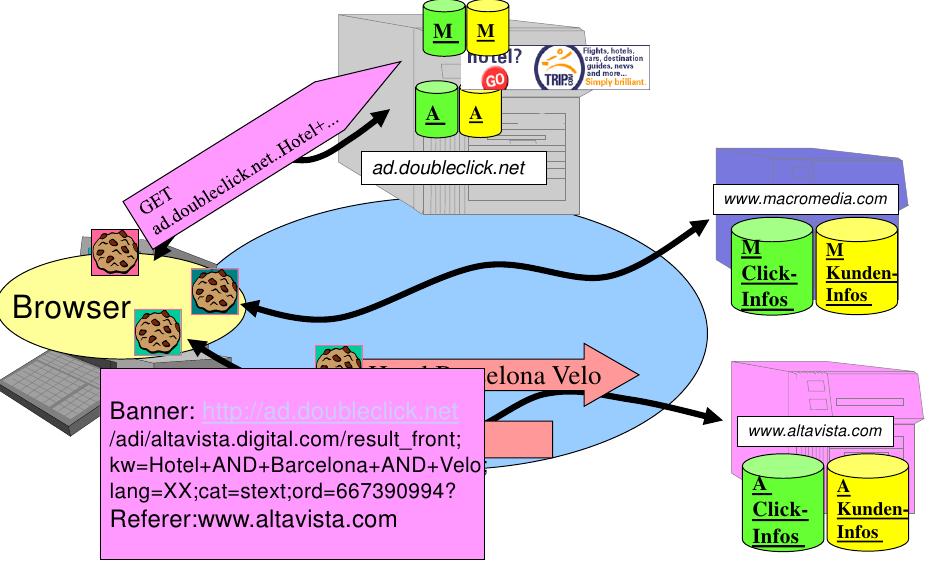 M M
hotel?
GO
TRIP.com
Flights, hotels,
cars, destination
guides, news
and more...
Simply brilliant.
A A
ad.doubleclick.net
GET
ad.doubleclick.net..Hotel+...
www.macromedia.com
M
Click-
Infos
M
Kunden-
Infos
Browser
Barcelona Velo
Banner: http://ad.doubleclick.net
/adi/altavista.digital.com/result_front;
kw=Hotel+AND+Barcelona+AND+Velo;
lang=XX;cat=stext;ord=667390994?
Referer:www.altavista.com
www.altavista.com
A
Click-
Infos
A
Kunden-
Infos